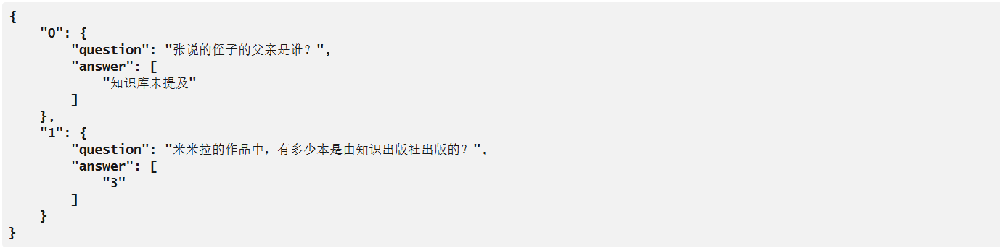 {
    "0": {
        "question": "张说的侄子的父亲是谁？",
        "answer": [
            "知识库未提及"
        ]
    },
    "1": {
        "question": "米米拉的作品中，有多少本是由知识出版社出版的？",
        "answer": [
            "3"
        ]
    }
}